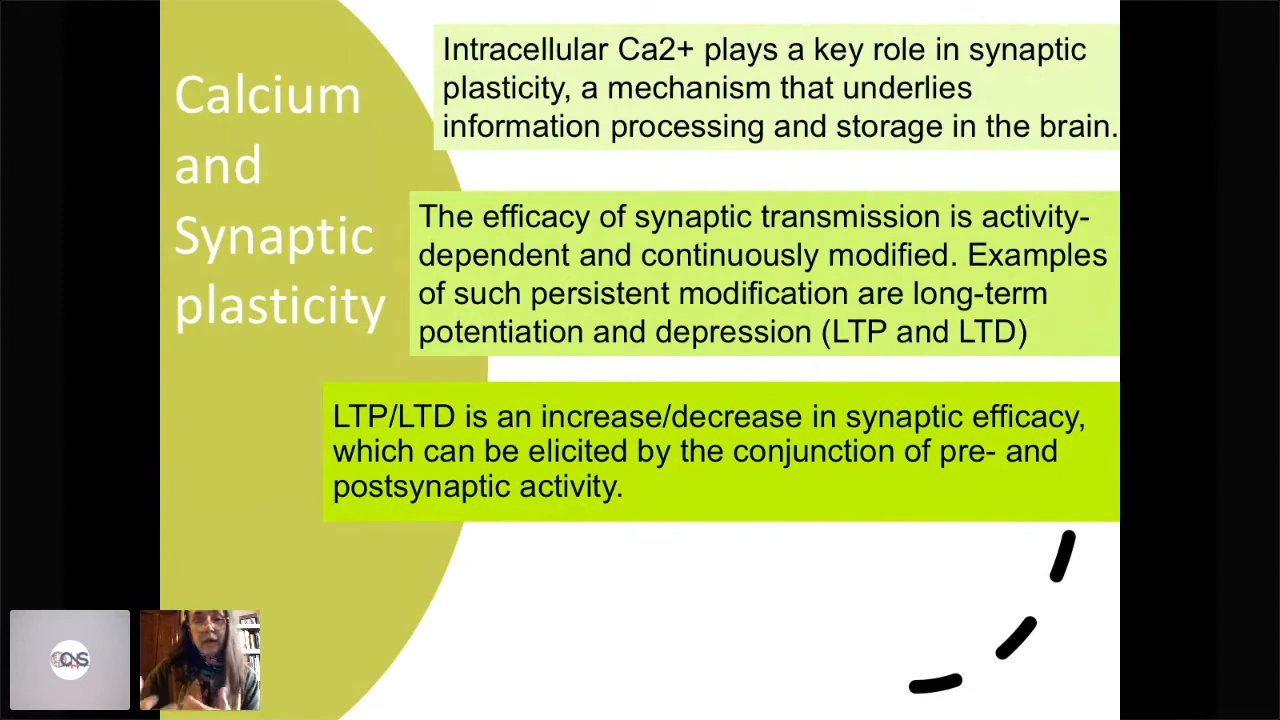 Calcium
and
Synaptic
plasticity
Intracellular Ca2+ plays a key role in synaptic
plasticity, a mechanism that underlies
information processing and storage in the brain.
The efficacy of synaptic transmission is activity-
dependent and continuously modified. Examples
of such persistent modification are long-term
potentiation and depression (LTP and LTD)
LTP/LTD is an increase/decrease in synaptic efficacy,
which can be elicited by the conjunction of pre- and
postsynaptic activity.